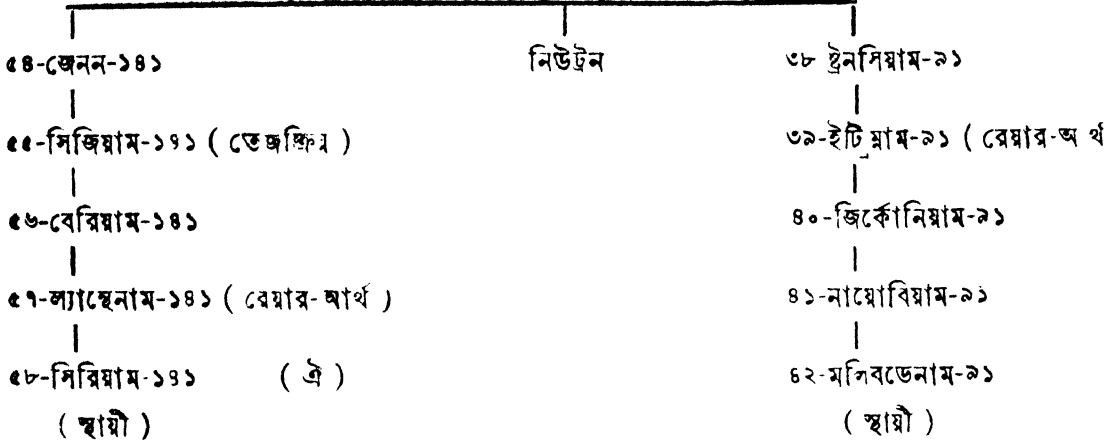 ৫৪-জেনন-১৪১ নিউট্রন ৩৮ ষ্ট্রনসিয়াম-৯১
৫৫-সিজিয়াম-১৪১ ( তেজষ্ক্রিয় ) ৩৯-ইট্রিয়াম-৯১ ( রেয়ার-আর্থ
৫৬-বেরিয়াম-১৪১ ৪০-জির্কোনিয়াম-৯১
৫৭-ল্যান্থেনাম-১৪১ ( রেয়ার-আর্থ ) ৪১-নায়োবিয়াম-৯১
৫৮-সিরিয়াম-১৪১ ( ঐ ) ৪২-মলিবডেনাম-৯১
( স্থায়ী ) ( স্থায়ী )